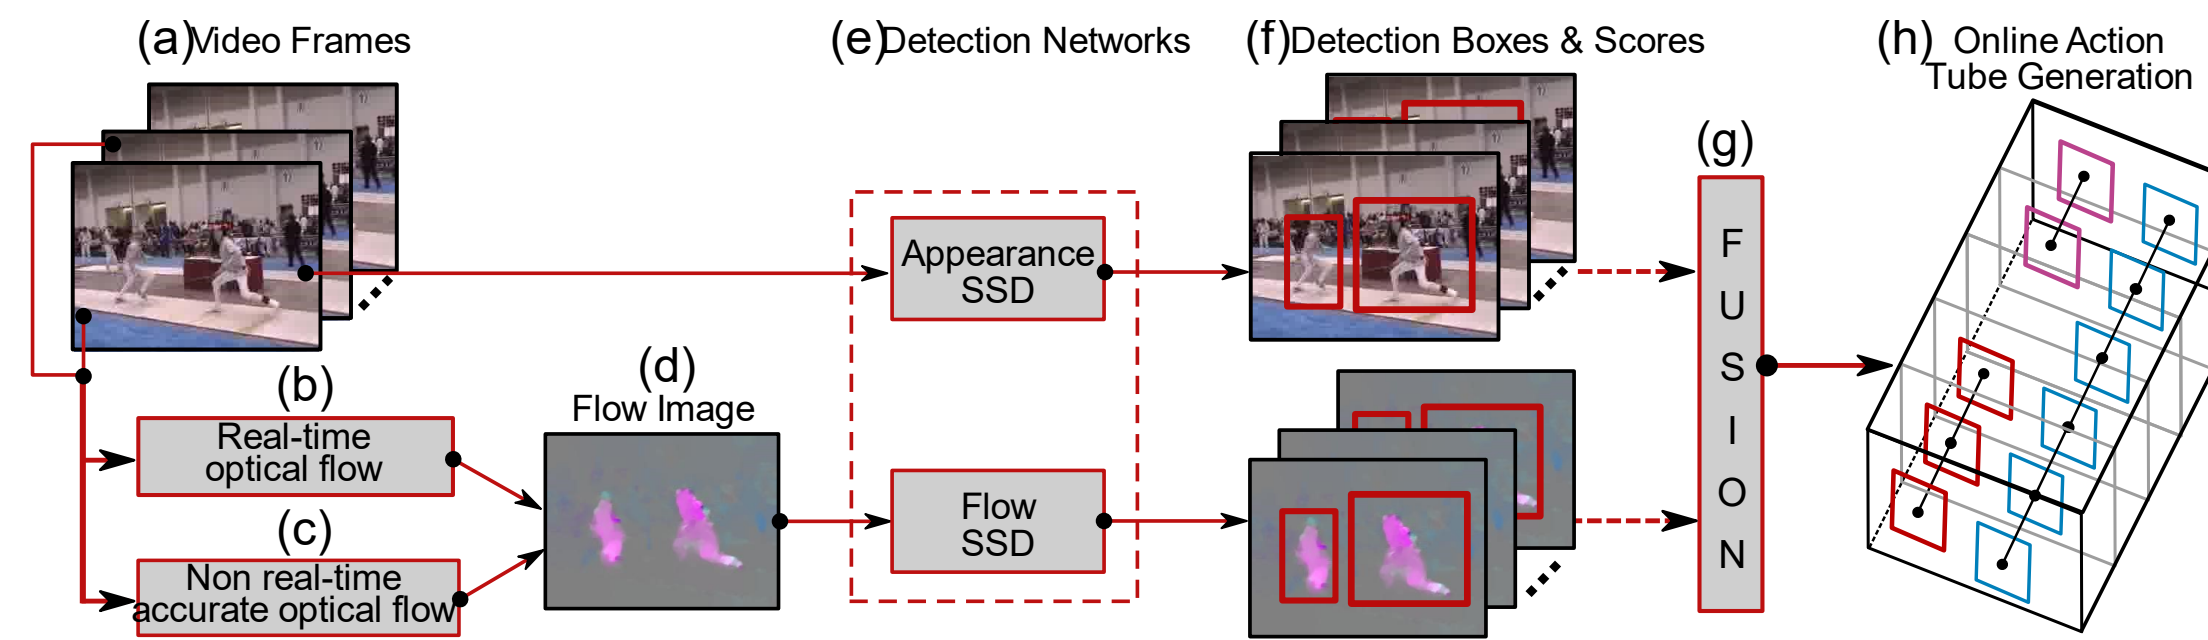 (a) Video Frames
(e) Detection Networks
(f) Detection Boxes & Scores
(h) Online Action
Tube Generation
(g)
Appearance
SSD
F
U
S
I
O
N
(b)
Real-time
optical flow
(d)
Flow Image
(c)
Non real-time
accurate optical flow
Flow
SSD